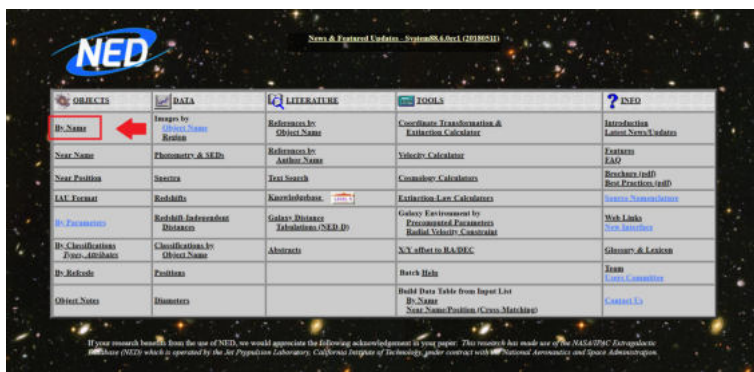 NED
News & Featured Updates - System88.6.0rc1 (20180511)
OBJECTS
DATA
LITERATURE
TOOLS
INFO
By Name
Images by
Object Name
Region
References by
Object Name
Coordinate Transformation &
Extinction Calculator
Introduction
Latest News/Updates
Near Name
Photometry & SEDs
References by
Author Name
Velocity Calculator
Features
FAQ
Near Position
Spectra
Text Search
Cosmology Calculators
Brochure (pdf)
Best Practices (pdf)
IAU Format
Redshifts
Knowledgebase
LEVEL 5
Extinction-Law Calculators
Source Nomenclature
By Parameters
Redshift-Independent
Distances
Galaxy Distance
Tabulations (NED-D)
Galaxy Environment by
Precomputed Parameters
Radial Velocity Constraint
Web Links
New Interface
By Classifications
Types, Attributes
Classifications by
Object Name
Abstracts
X/Y offset to RA/DEC
Glossary & Lexicon
By Refcode
Positions
Batch Help
Team
Users Committee
Object Notes
Diameters
Build Data Table from Input List
By Name
Near Name/Position (Cross-Matching)
Contact Us
If your research benefits from the use of NED, we would appreciate the following acknowledgement in your paper: This research has made use of the NASA/IPAC Extragalactic
Database (NED) which is operated by the Jet Propulsion Laboratory, California Institute of Technology, under contract with the National Aeronautics and Space Administration.